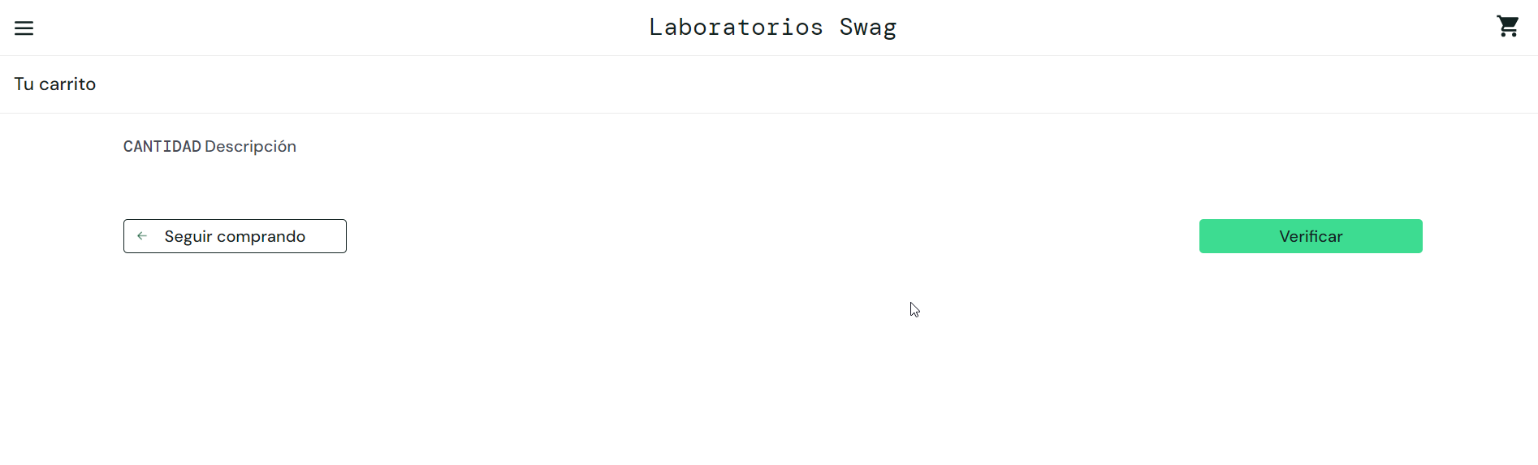 Laboratorios Swag
Tu carrito
CANTIDAD Descripción
Seguir comprando
Verificar